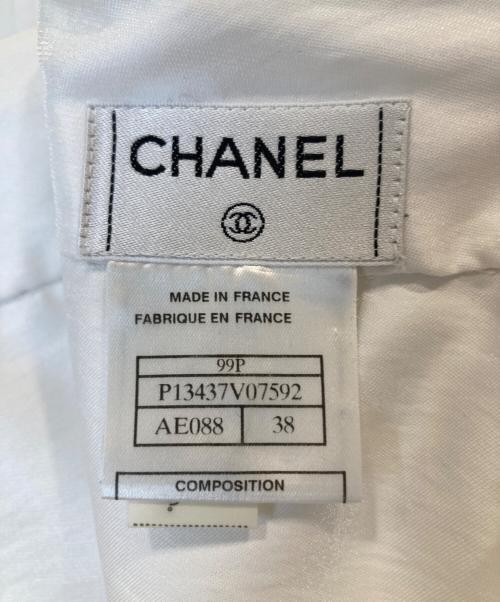 CHANEL
MADE IN FRANCE
FABRIQUE EN FRANCE
99P
P13437V07592
AE088 38
COMPOSITION